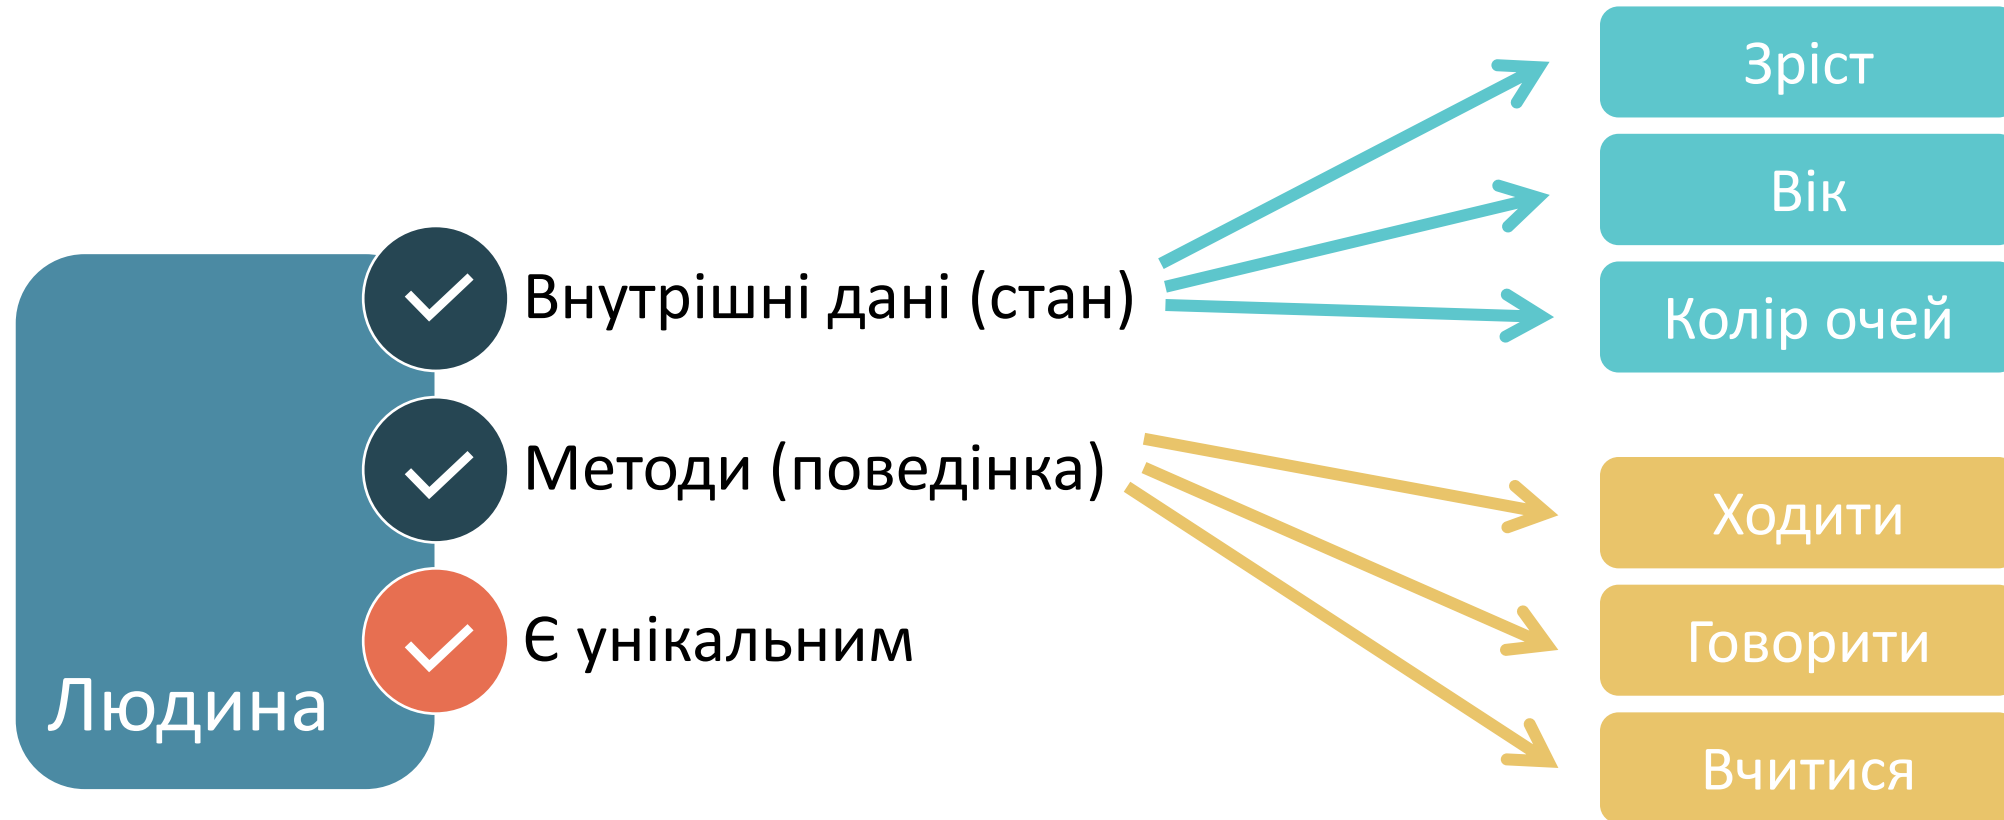 Людина
Внутрішні дані (стан)
Зріст
Вік
Колір очей
Методи (поведінка)
Ходити
Говорити
Вчитися
Є унікальним